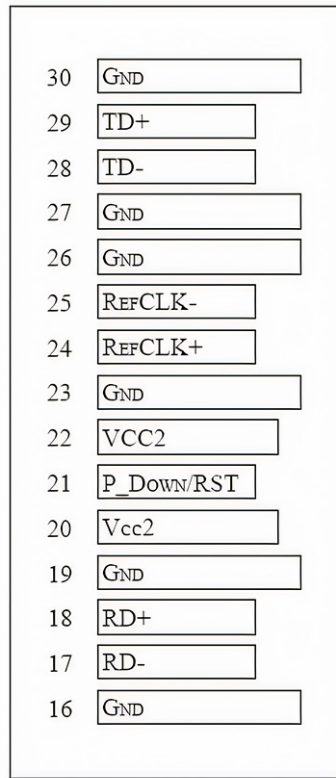 30 GND
29 TD+
28 TD-
27 GND
26 GND
25 REFCLK-
24 REFCLK+
23 GND
22 VCC2
21 P_DOWN/RST
20 Vcc2
19 GND
18 RD+
17 RD-
16 GND